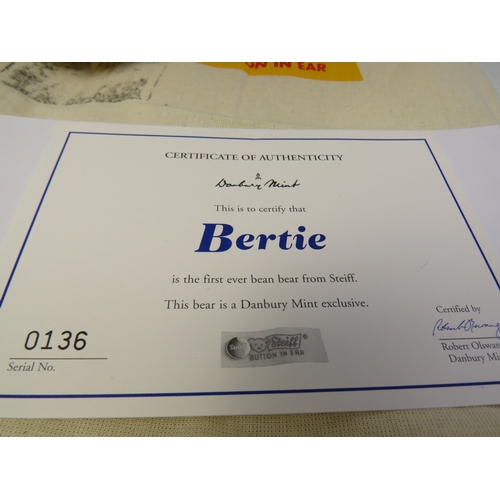 ON IN EAR
CERTIFICATE OF AUTHENTICITY
Danbury Mint
This is to certify that
Bertie
is the first ever bean bear from Steiff.
This bear is a Danbury Mint exclusive.
Steiff
BUTTON IN EAR
0136
Serial No.
Certified by
Robert
Danbury